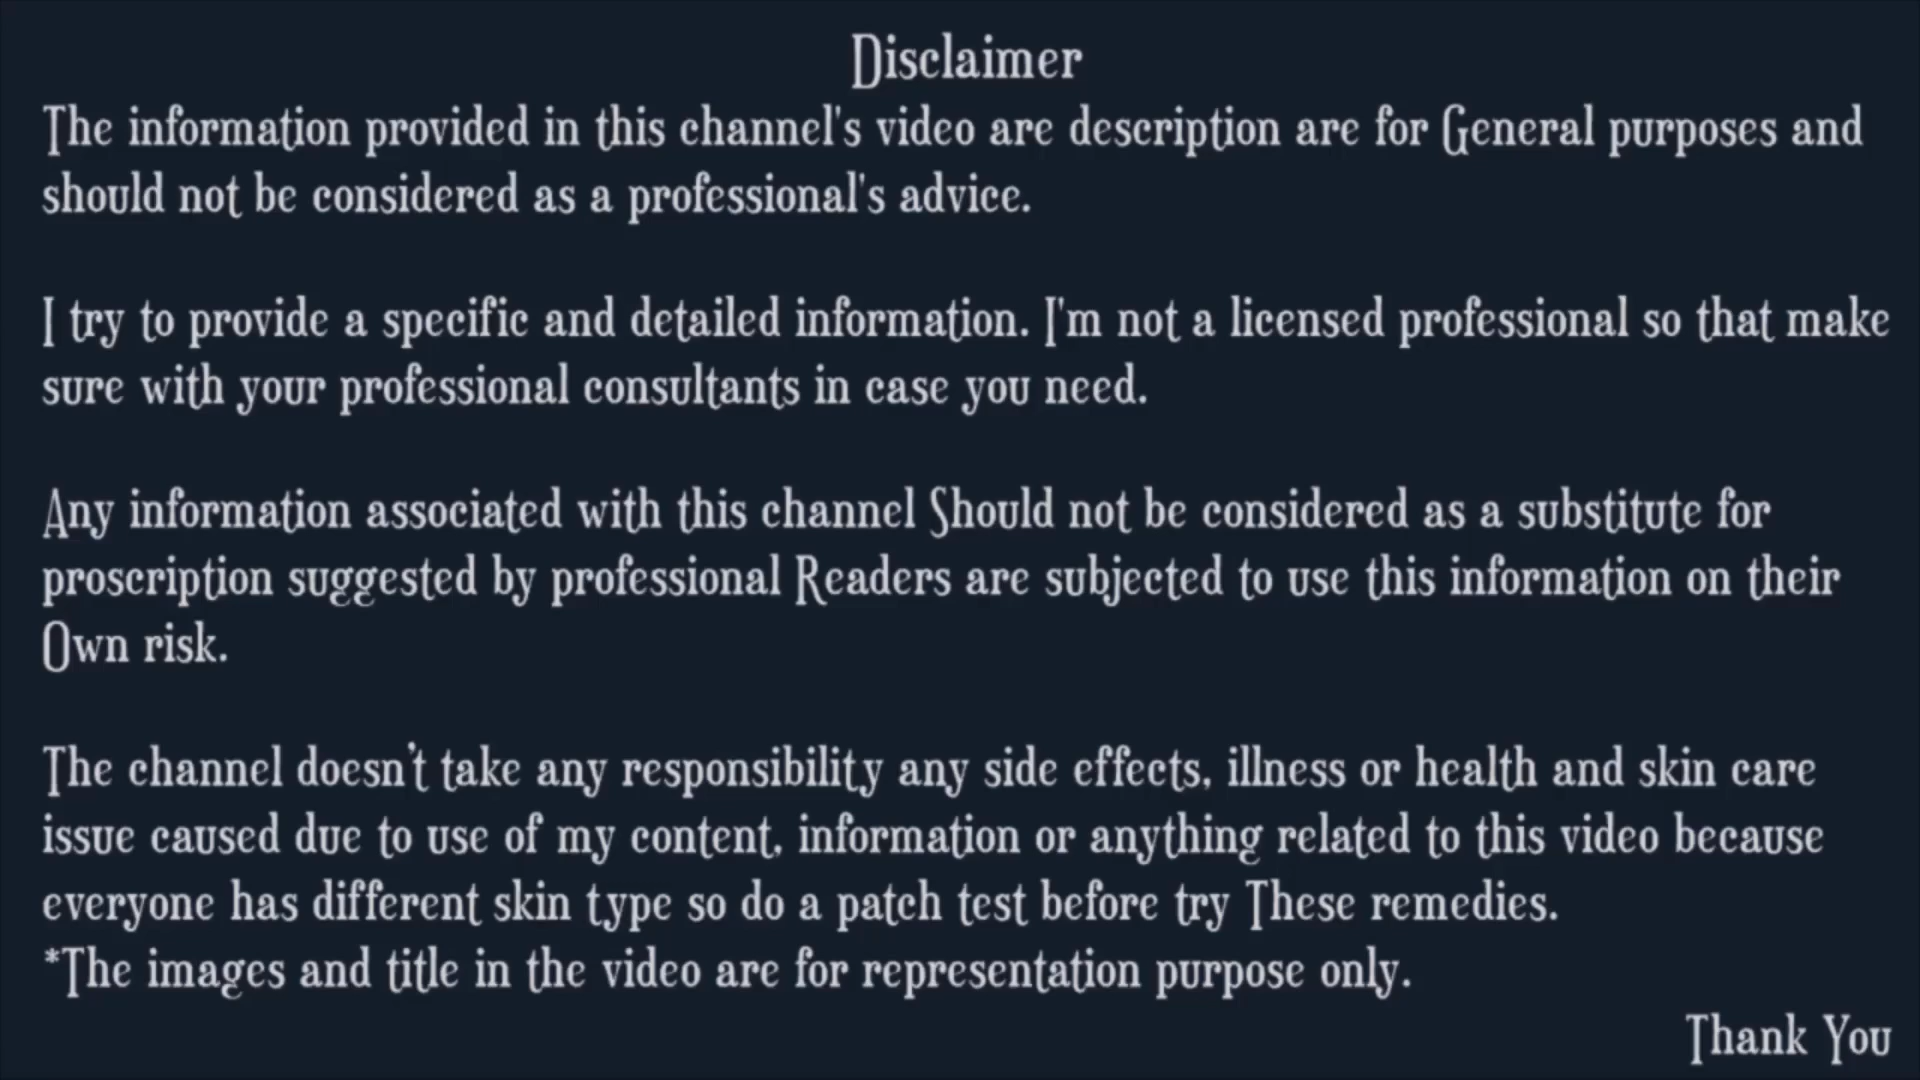 Disclaimer
The information provided in this channel's video are description are for General purposes and
should not be considered as a professional's advice.
I try to provide a specific and detailed information. I'm not a licensed professional so that make
sure with your professional consultants in case you need.
Any information associated with this channel Should not be considered as a substitute for
proscription suggested by professional Readers are subjected to use this information on their
Own risk.
The channel doesn't take any responsibility any side effects, illness or health and skin care
issue caused due to use of my content, information or anything related to this video because
everyone has different skin type so do a patch test before try These remedies.
*The images and title in the video are for representation purpose only.
Thank You